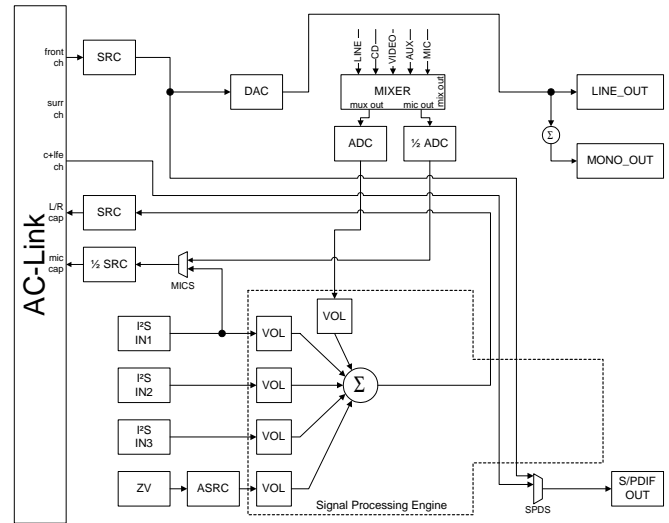 AC-Link
front
ch
surr
ch
c+lfe
ch
L/R
cap
mic
cap
SRC
DAC
LINE
CD
VIDEO
AUX
MIC
MIXER
mux out
mic out
mix out
LINE_OUT
Σ
MONO_OUT
ADC
½ ADC
SRC
½ SRC
MICS
VOL
I²S
IN1
VOL
I²S
IN2
VOL
Σ
I²S
IN3
VOL
ZV
ASRC
VOL
Signal Processing Engine
SPDS
S/PDIF
OUT